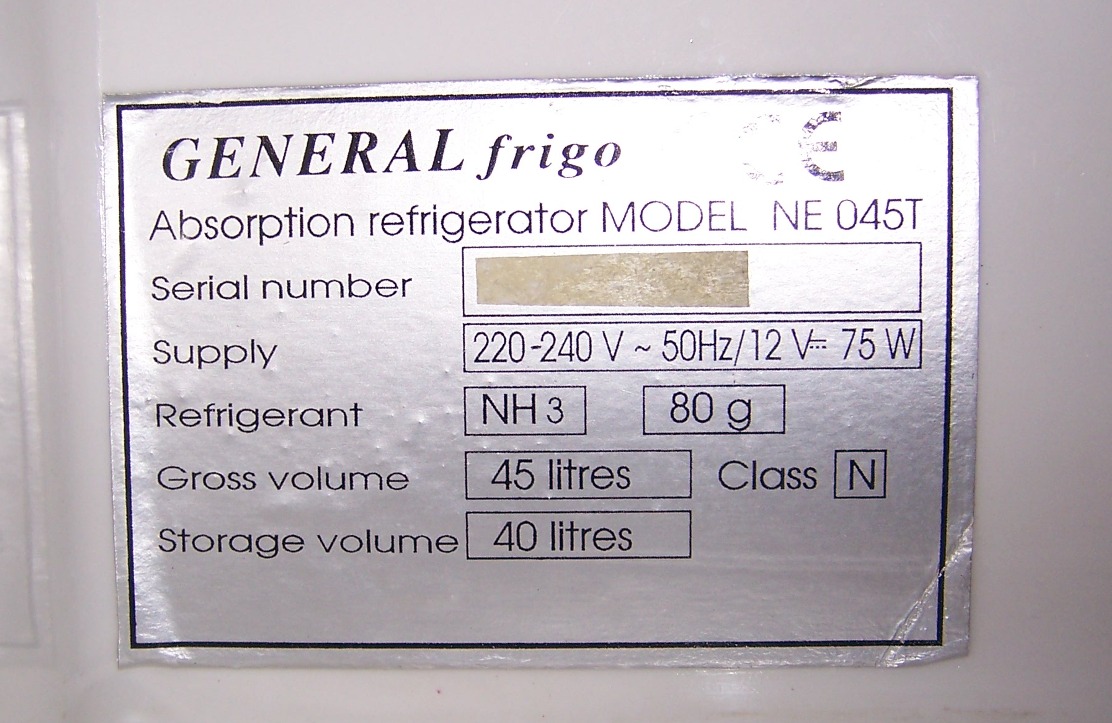 GENERAL frigo CE
Absorption refrigerator MODEL NE 045T
Serial number
Supply 220-240 V ~ 50Hz/12 V⎓ 75 W
Refrigerant NH3 80 g
Gross volume 45 litres Class N
Storage volume 40 litres